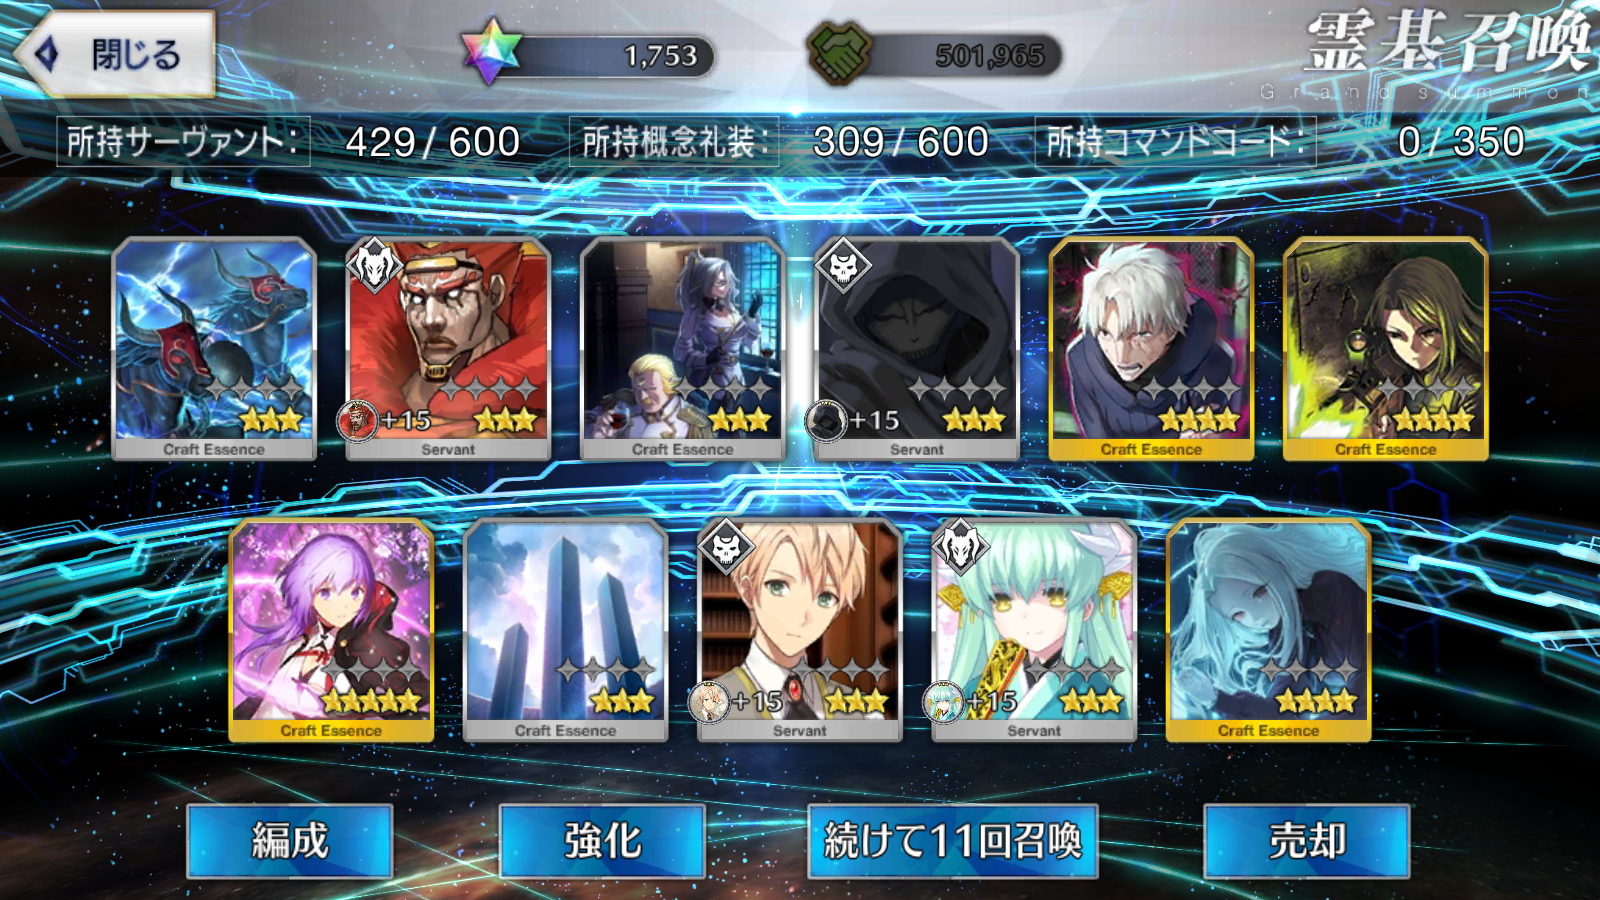 閉じる
1,753
501,965
霊基召喚
Grand summon
所持サーヴァント: 429 / 600
所持概念礼装: 309 / 600
所持コマンドコード: 0 / 350
+15
+15
Craft Essence
Servant
Craft Essence
Servant
Craft Essence
Craft Essence
+15
+15
Craft Essence
Craft Essence
Servant
Servant
Craft Essence
編成
強化
続けて11回召喚
売却